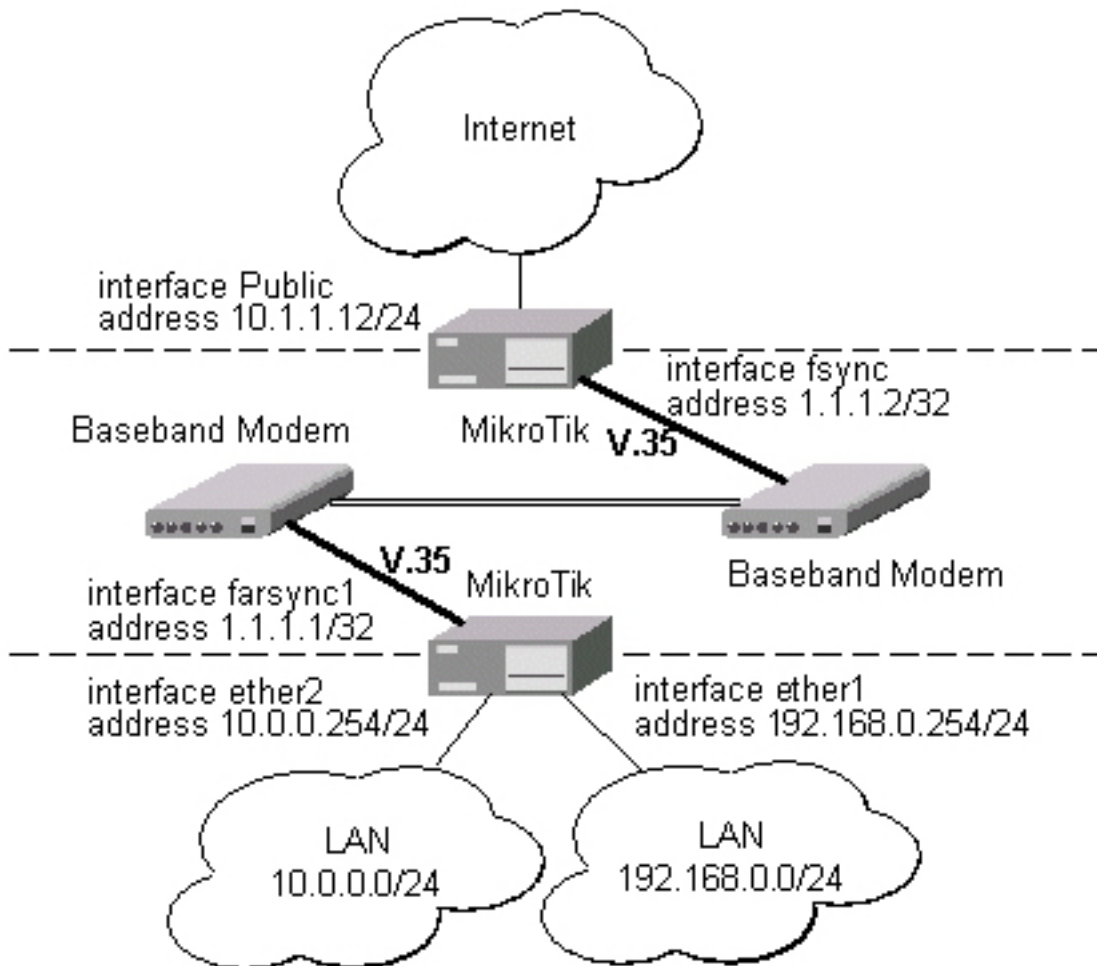 Internet
interface Public
address 10.1.1.12/24
interface fsync
address 1.1.1.2/32
Baseband Modem
MikroTik
V.35
V.35
MikroTik
Baseband Modem
interface farsync1
address 1.1.1.1/32
interface ether2
address 10.0.0.254/24
interface ether1
address 192.168.0.254/24
LAN
10.0.0.0/24
LAN
192.168.0.0/24